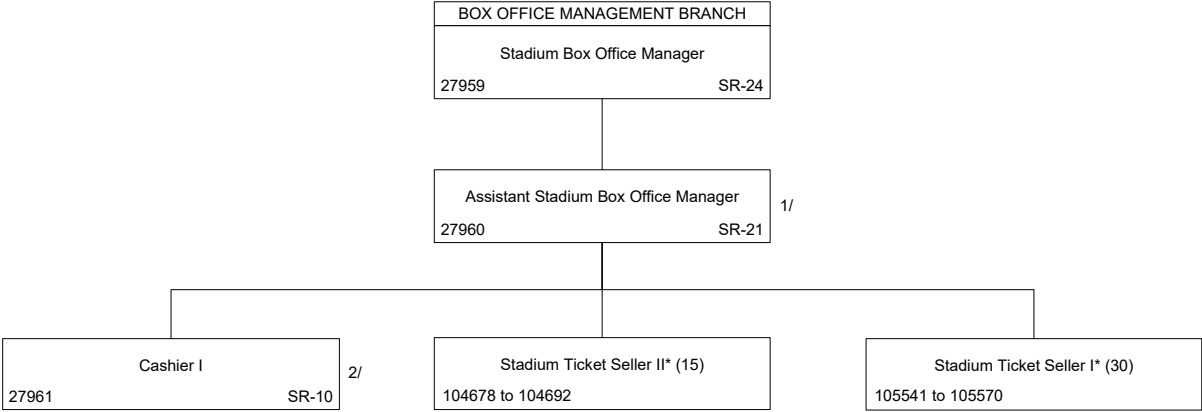 BOX OFFICE MANAGEMENT BRANCH
Stadium Box Office Manager
27959 SR-24
Assistant Stadium Box Office Manager
1/
27960 SR-21
Cashier I
2/
27961 SR-10
Stadium Ticket Seller II* (15)
104678 to 104692
Stadium Ticket Seller I* (30)
105541 to 105570